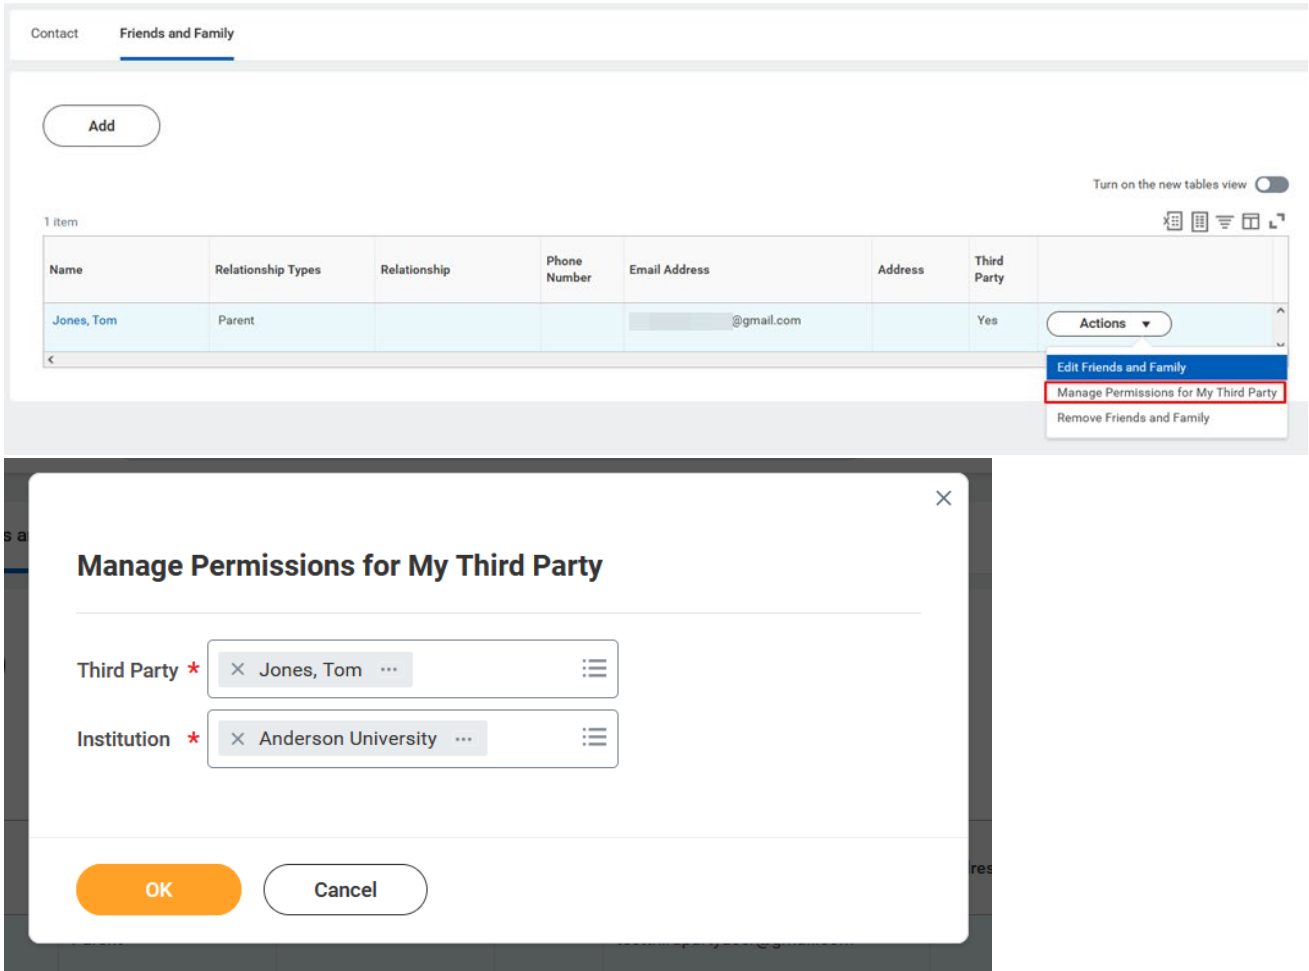 Contact Friends and Family
Add
Turn on the new tables view
1 item
Name Relationship Types Relationship Phone Number Email Address Address Third Party
Jones, Tom Parent @gmail.com Yes Actions
Edit Friends and Family
Manage Permissions for My Third Party
Remove Friends and Family
Manage Permissions for My Third Party
Third Party * Jones, Tom
Institution * Anderson University
OK Cancel